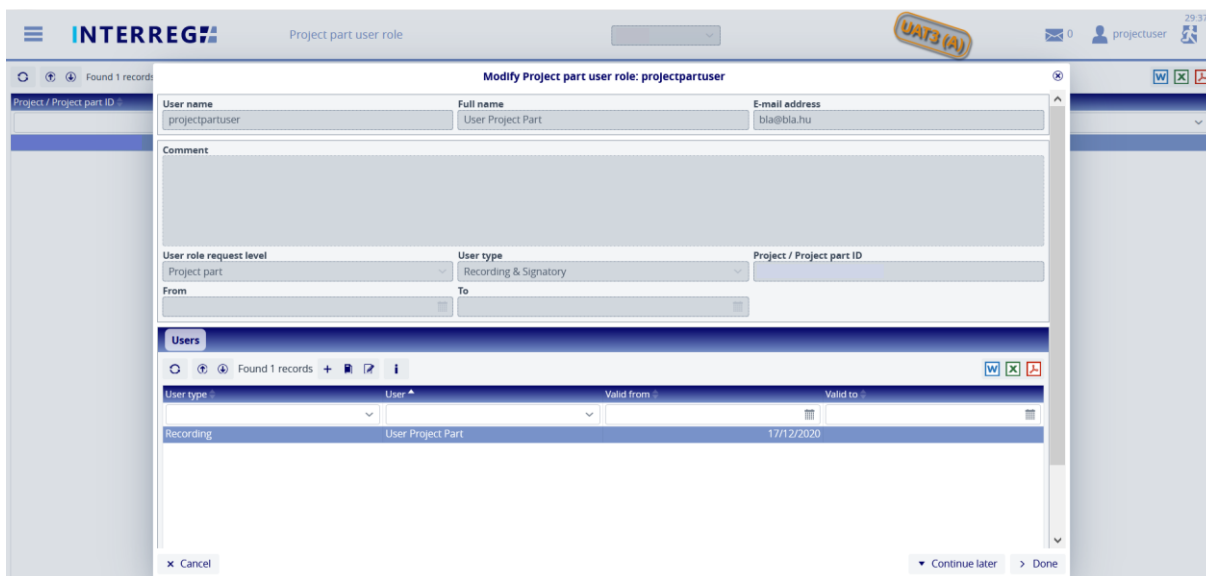 29:37
INTERREG Project part user role UAT3 (A) 0 projectuser
Found 1 records W X
Project / Project part ID
Modify Project part user role: projectpartuser
User name Full name E-mail address
projectpartuser User Project Part bla@bla.hu
Comment
User role request level User type Project / Project part ID
Project part Recording & Signatory
From To
Users
Found 1 records + i W X
User type User Valid from Valid to
Recording User Project Part 17/12/2020
× Cancel Continue later > Done